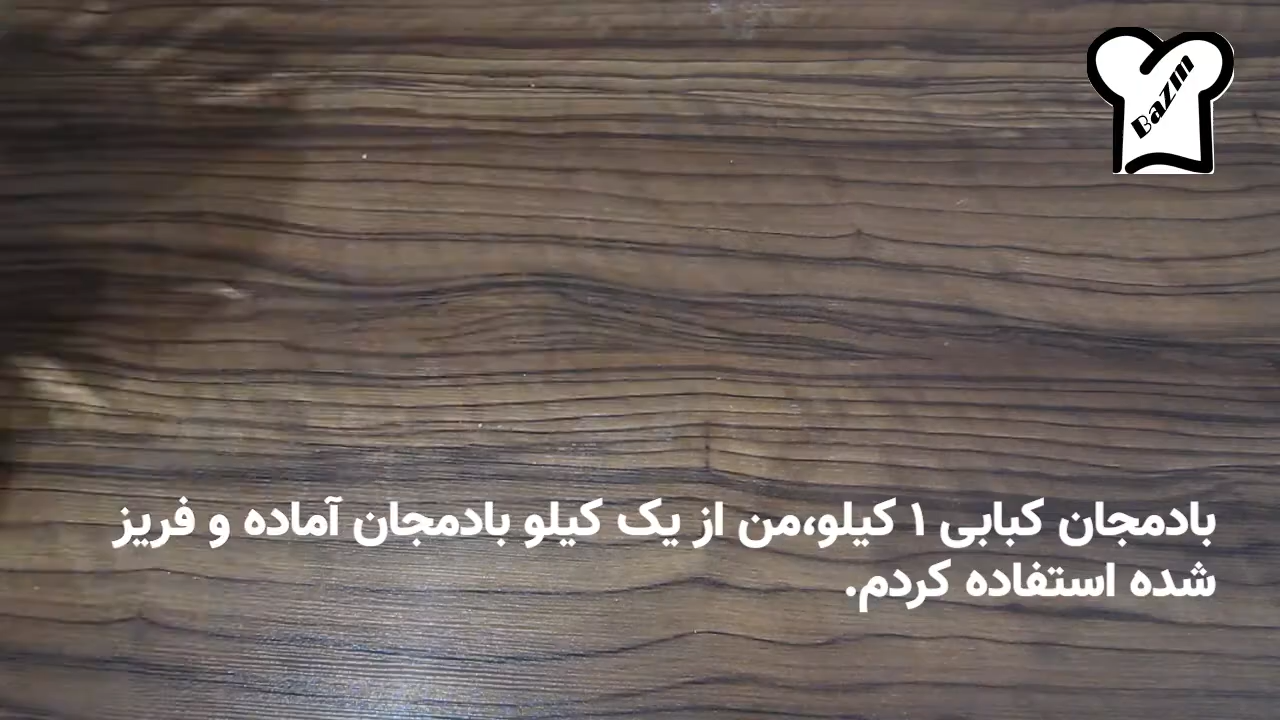 Bazm
بادمجان کبابی ۱ کیلو،من از یک کیلو بادمجان آماده و فریز
شده استفاده کردم.